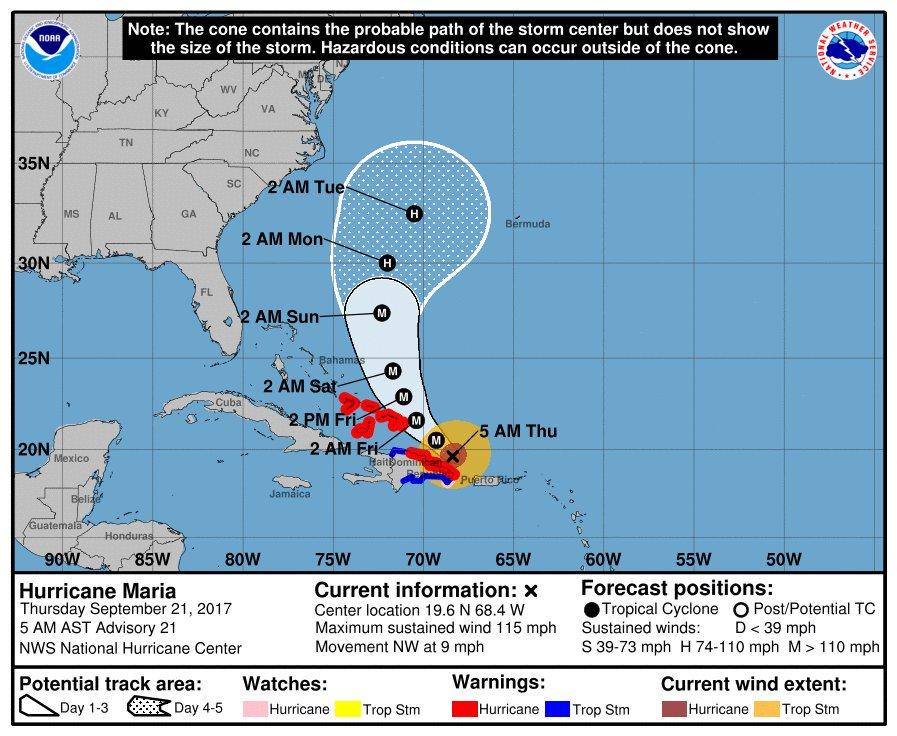 Note: The cone contains the probable path of the storm center but does not show
the size of the storm. Hazardous conditions can occur outside of the cone.
NOAA
NATIONAL WEATHER SERVICE
MD
DE
NJ
WV
KY
VA
TN
NC
35N
SC
2 AM Tue
H
MS
AL
GA
Bermuda
2 AM Mon
30N
H
FL
2 AM Sun
M
25N
Bahamas
M
2 AM Sat
M
Cuba
2 PM Fri
M
5 AM Thu
M
2 AM Fri
20N
Mexico
Haiti
Dominican
Republic
Puerto Rico
Jamaica
Belize
Guatemala
Honduras
90W 85W 80W 75W 70W 65W 60W 55W 50W
Hurricane Maria
Thursday September 21, 2017
5 AM AST Advisory 21
NWS National Hurricane Center
Current information: x
Center location 19.6 N 68.4 W
Maximum sustained wind 115 mph
Movement NW at 9 mph
Forecast positions:
Tropical Cyclone Post/Potential TC
Sustained winds: D < 39 mph
S 39-73 mph H 74-110 mph M > 110 mph
Potential track area:
Day 1-3 Day 4-5
Watches:
Hurricane Trop Stm
Warnings:
Hurricane Trop Stm
Current wind extent:
Hurricane Trop Stm